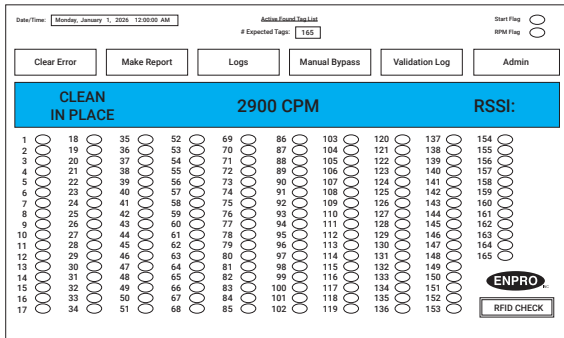 Date/Time: Monday, January 1, 2026 12:00:00 AM
Active Found Tag List
# Expected Tags: 165
Start Flag
RPM Flag
Clear Error Make Report Logs Manual Bypass Validation Log Admin
CLEAN IN PLACE 2900 CPM RSSI:
1 18 35 52 69 86 103 120 137 154
2 19 36 53 70 87 104 121 138 155
3 20 37 54 71 88 105 122 139 156
4 21 38 55 72 89 106 123 140 157
5 22 39 56 73 90 107 124 141 158
6 23 40 57 74 91 108 125 142 159
7 24 41 58 75 92 109 126 143 160
8 25 42 59 76 93 110 127 144 161
9 26 43 60 77 94 111 128 145 162
10 27 44 61 78 95 112 129 146 163
11 28 45 62 79 96 113 130 147 164
12 29 46 63 80 97 114 131 148 165
13 30 47 64 81 98 115 132 149
14 31 48 65 82 99 116 133 150
15 32 49 66 83 100 117 134 151
16 33 50 67 84 101 118 135 152
17 34 51 68 85 102 119 136 153
ENPRO
RFID CHECK